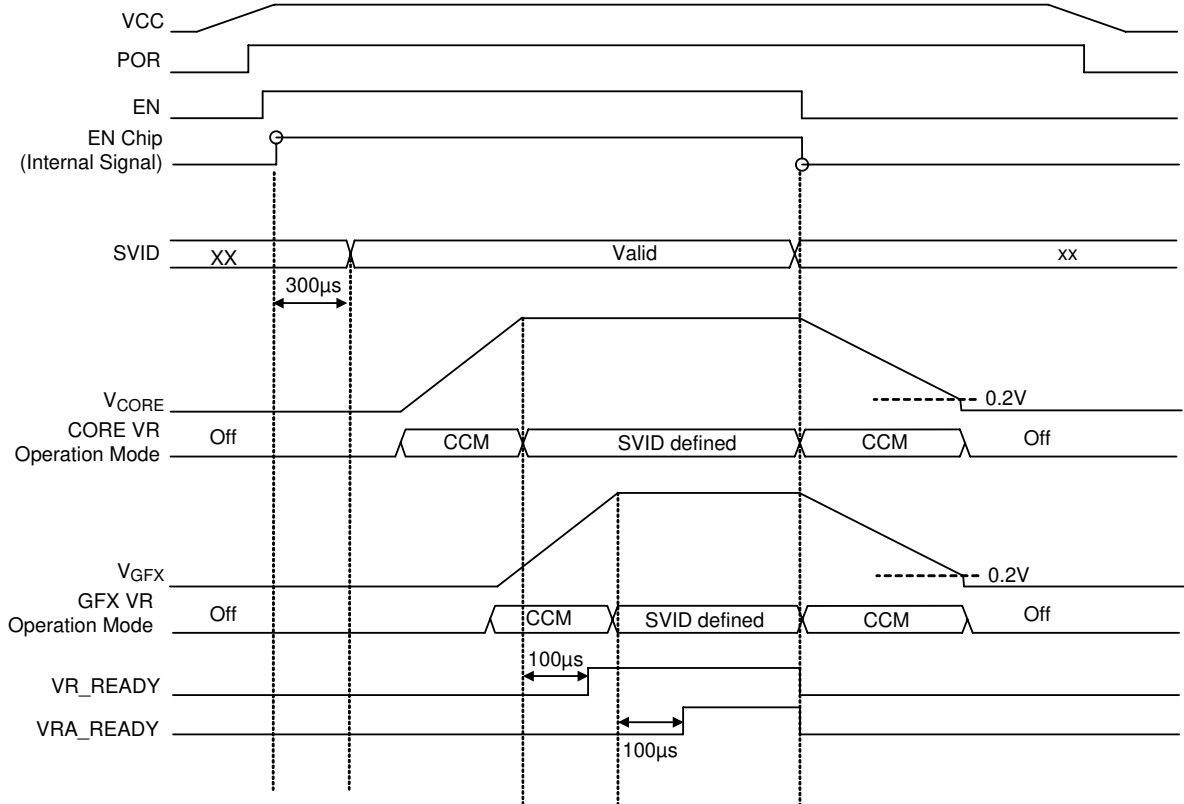 VCC
POR
EN
EN Chip
(Internal Signal)
SVID
XX
Valid
xx
300µs
VCORE
0.2V
CORE VR
Operation Mode
Off
CCM
SVID defined
CCM
Off
VGFX
0.2V
GFX VR
Operation Mode
Off
CCM
SVID defined
CCM
Off
100µs
VR_READY
VRA_READY
100µs